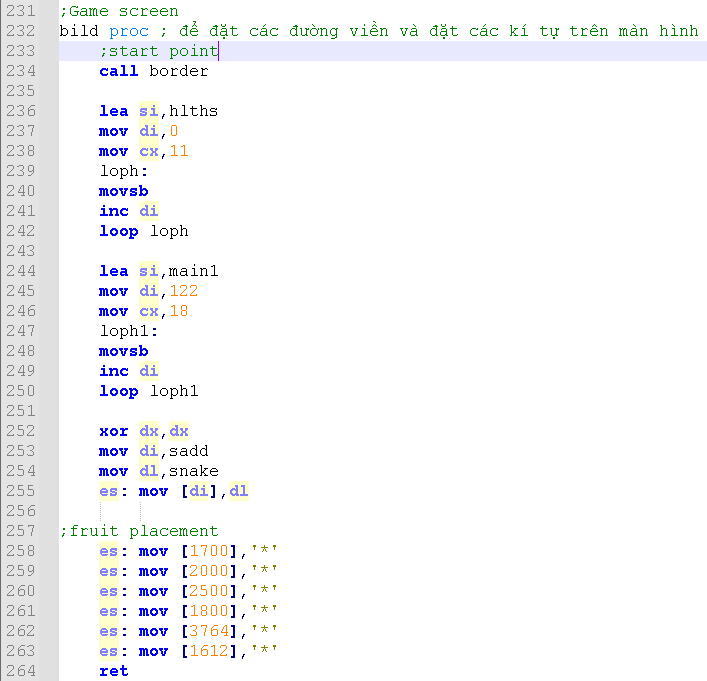 231 ;Game screen
232 bild proc ; để đặt các đường viền và đặt các kí tự trên màn hình
233 ;start point
234 call border
235
236 lea si,hlths
237 mov di,0
238 mov cx,11
239 loph:
240 movsb
241 inc di
242 loop loph
243
244 lea si,main1
245 mov di,122
246 mov cx,18
247 loph1:
248 movsb
249 inc di
250 loop loph1
251
252 xor dx,dx
253 mov di,sadd
254 mov dl,snake
255 es: mov [di],dl
256
257 ;fruit placement
258 es: mov [1700],'*'
259 es: mov [2000],'*'
260 es: mov [2500],'*'
261 es: mov [1800],'*'
262 es: mov [3764],'*'
263 es: mov [1612],'*'
264 ret